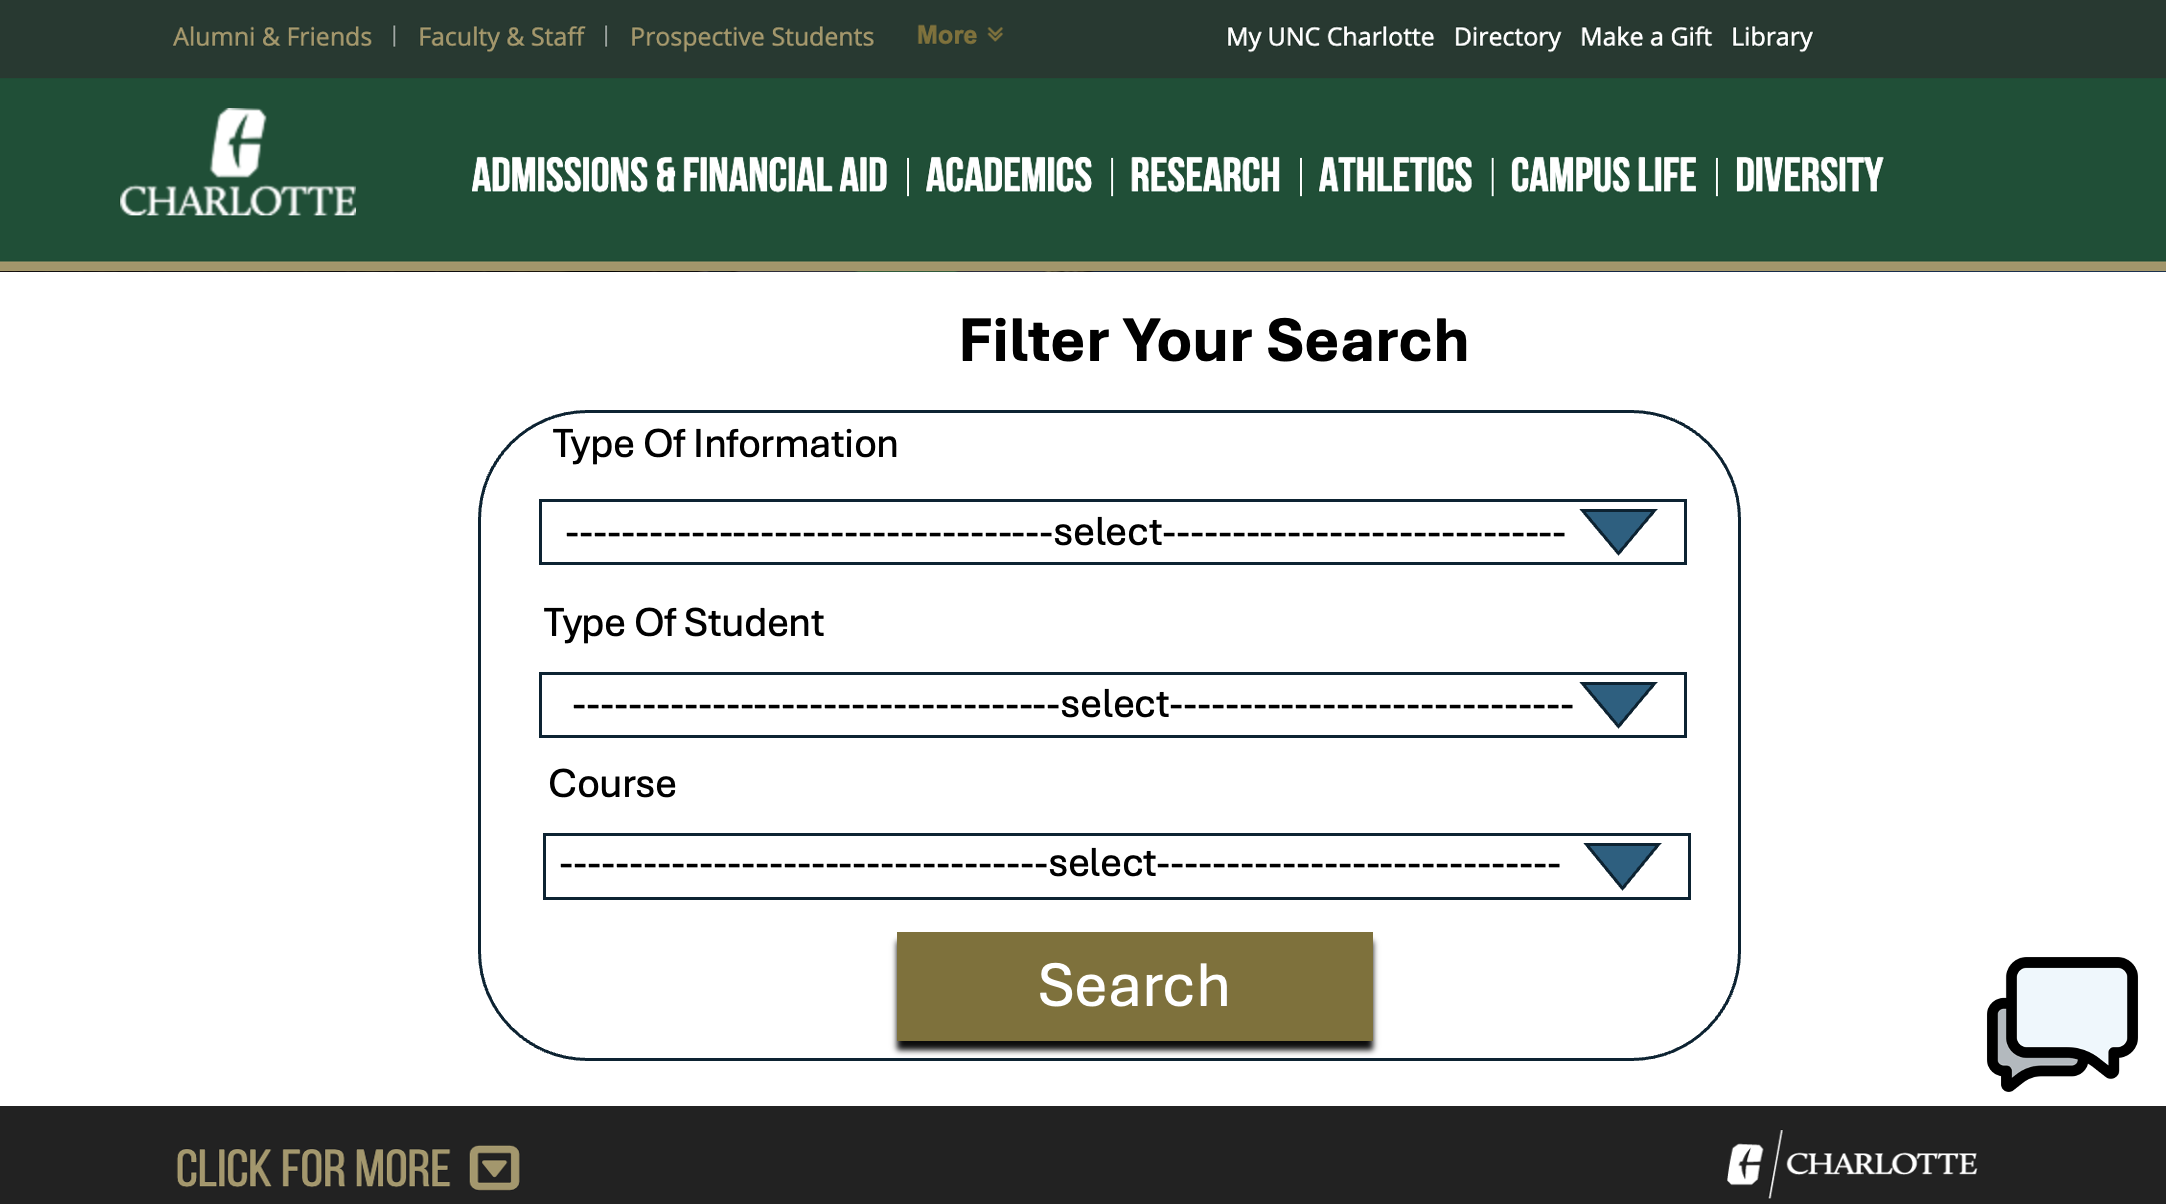 Alumni & Friends | Faculty & Staff | Prospective Students More My UNC Charlotte Directory Make a Gift Library
CHARLOTTE
ADMISSIONS & FINANCIAL AID | ACADEMICS | RESEARCH | ATHLETICS | CAMPUS LIFE | DIVERSITY
Filter Your Search
Type Of Information
-----------------------------------select-----------------------------
Type Of Student
-----------------------------------select-----------------------------
Course
-----------------------------------select-----------------------------
Search
CLICK FOR MORE
CHARLOTTE